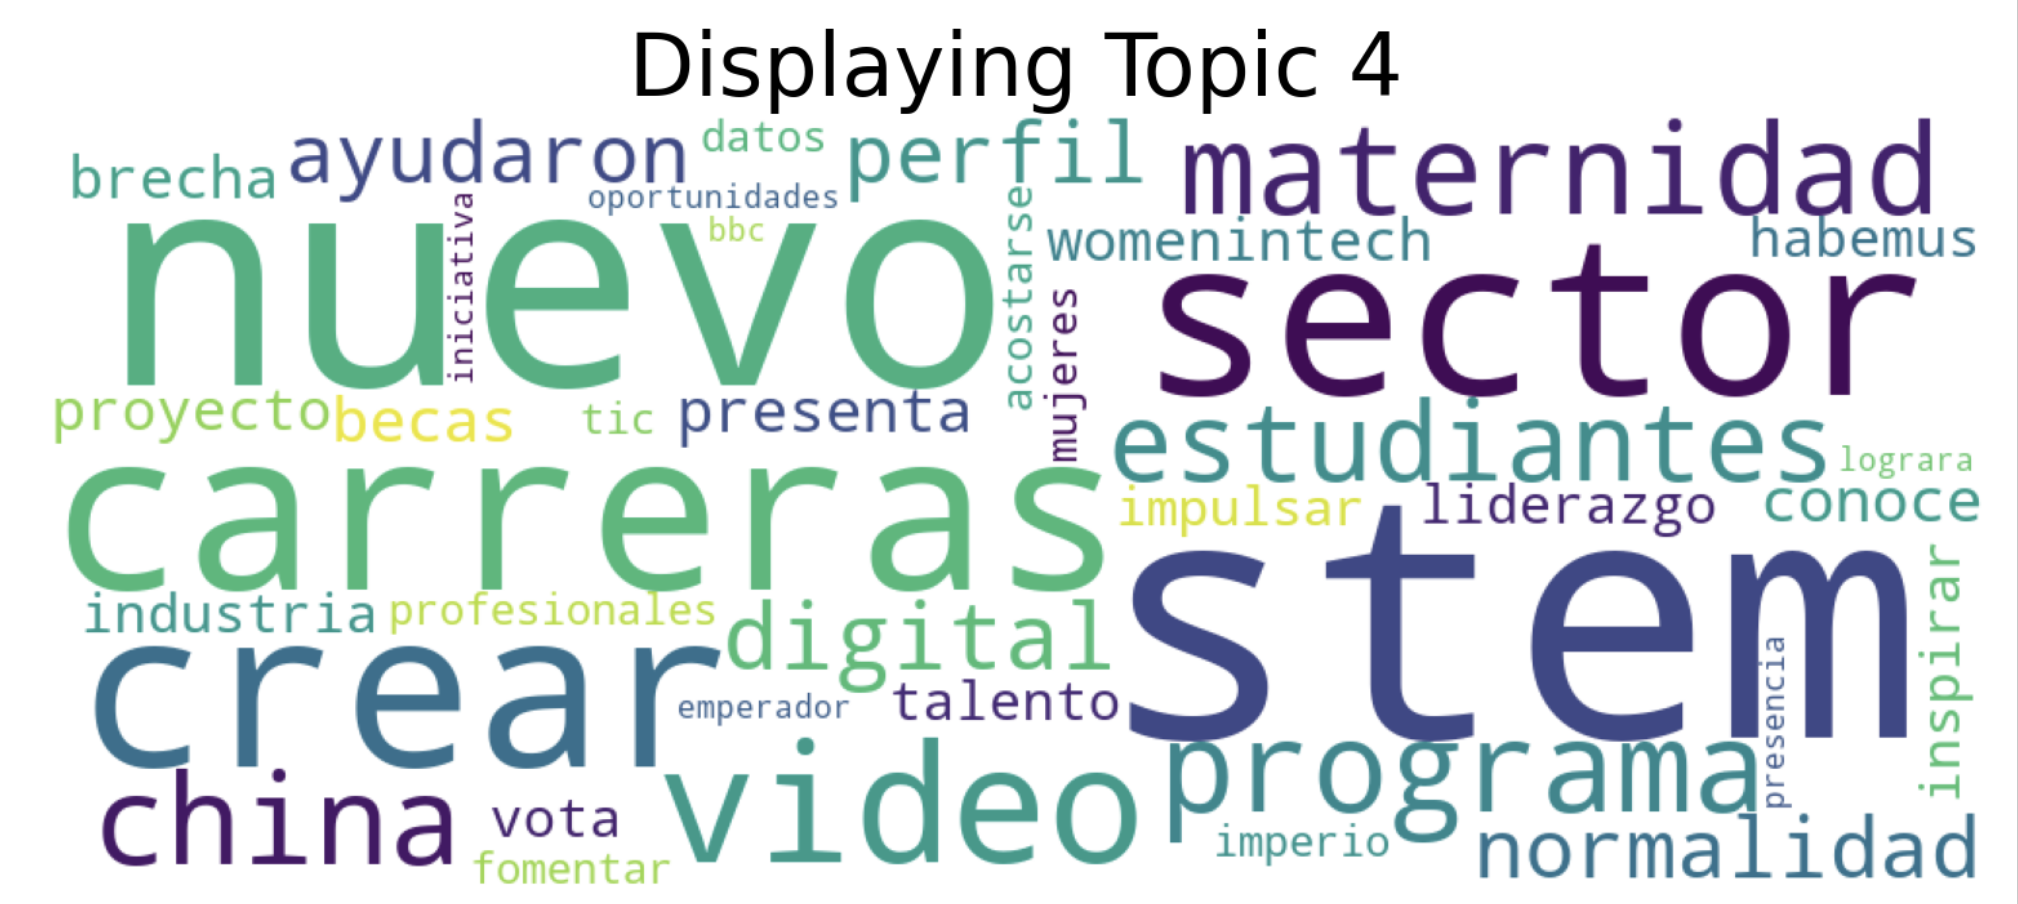 Displaying Topic 4
brecha
ayudaron
datos
perfil
maternidad
oportunidades
bbc
iniciativa
nuevo
acostarse
womenintech
habemus
mujeres
sector
proyecto
becas
tic
presenta
estudiantes
lograra
carreras
impulsar
liderazgo
conoce
stem
inspirar
industria
profesionales
digital
crear
emperador
talento
presencia
programa
china
vota
video
fomentar
imperio
normalidad